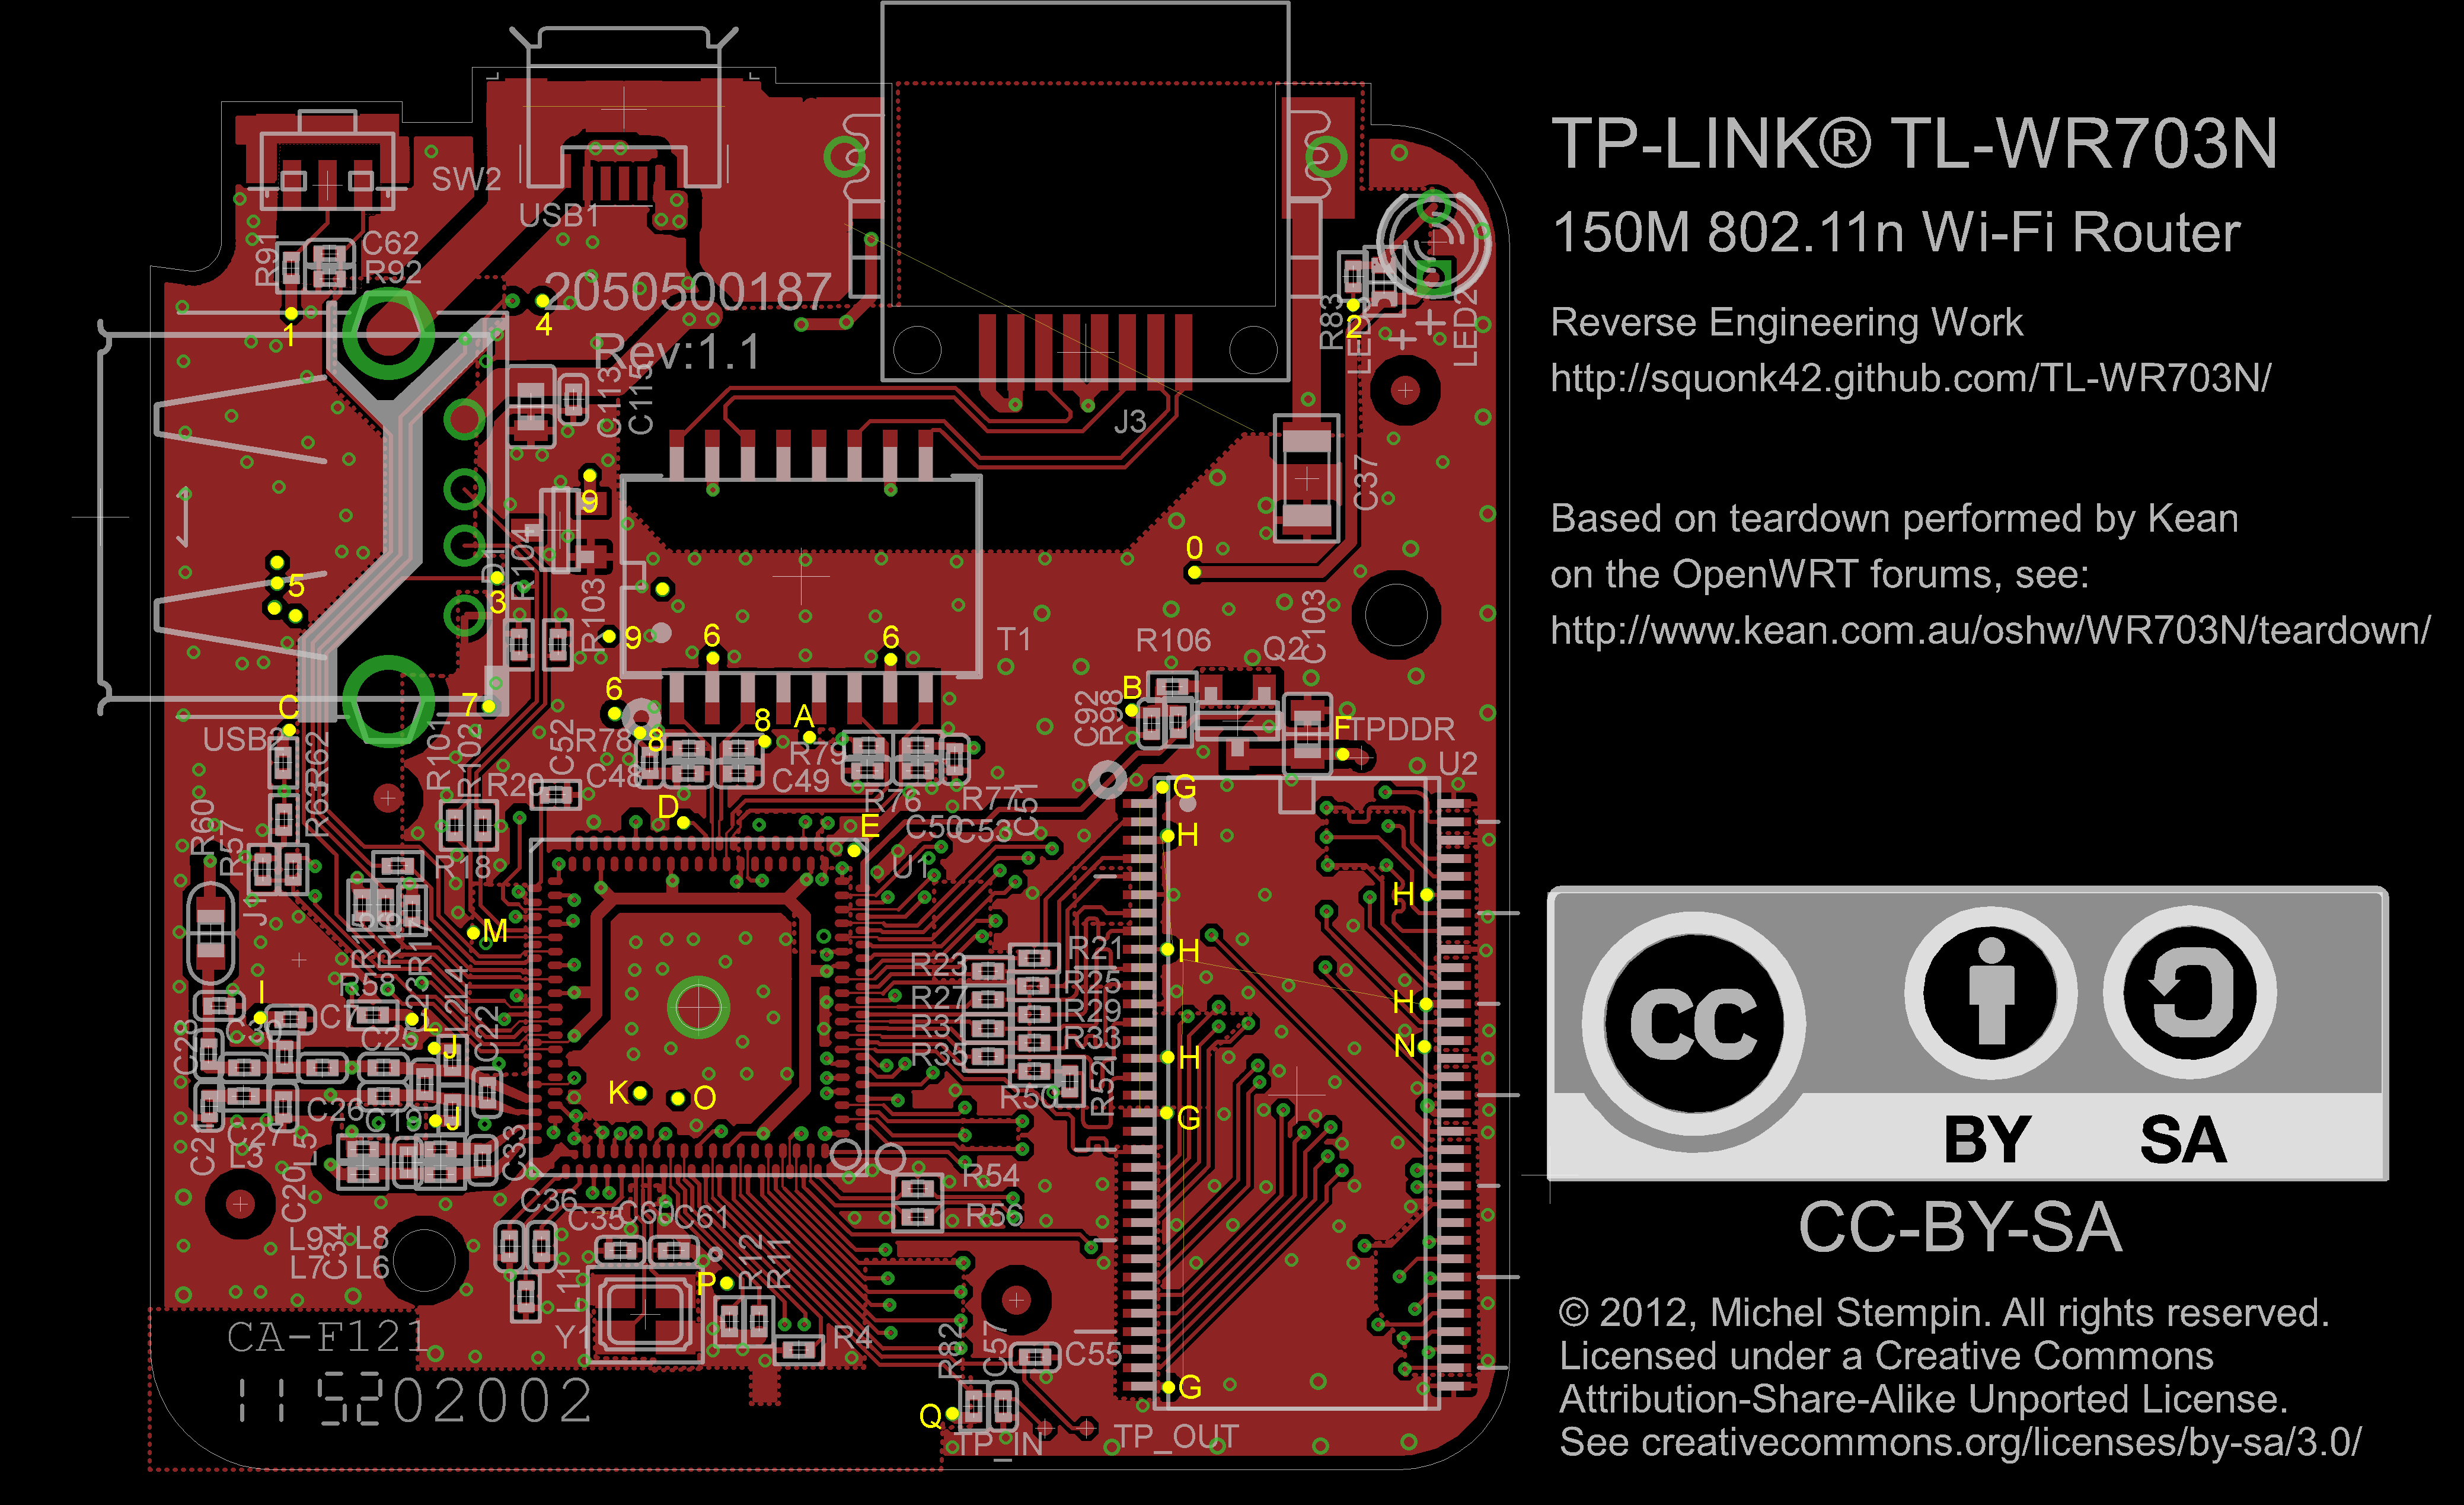 TP-LINK® TL-WR703N
150M 802.11n Wi-Fi Router
Reverse Engineering Work
http://squonk42.github.com/TL-WR703N/
Based on teardown performed by Kean
on the OpenWRT forums, see:
http://www.kean.com.au/oshw/WR703N/teardown/
cc
BY SA
CC-BY-SA
© 2012, Michel Stempin. All rights reserved.
Licensed under a Creative Commons
Attribution-Share-Alike Unported License.
See creativecommons.org/licenses/by-sa/3.0/
SW2
USB1
R91
C62
R92
2050500187
Rev:1.1
1
4
2
R83
LED2
C113
C115
J3
C37
9
0
5
R104
3
R103
9
6
6
T1
R106
Q2
C103
C
7
6
8
8
A
B
C92
R98
F
TPDDR
U2
USB2
R63
R62
R101
R102
R20
C52
R78
C48
R79
C49
R76
R77
C51
C50
C53
D
E
U1
G
H
R60
R57
R18
J1
M
H
H
H
N
H
G
G
R58
R17
I
L
J
J
L4
C22
C28
C7
C25
K
O
R23
R21
R27
R25
R31
R29
R35
R33
R50
R52
C21
C27
L3
C26
C19
L5
C33
C20
R54
R56
C36
C35
C60
C61
L9
C34
L8
L7
L6
L11
P
R12
R11
Y1
R4
R82
C57
C55
Q
TP_IN
TP_OUT
CA-F121
11 52 02002